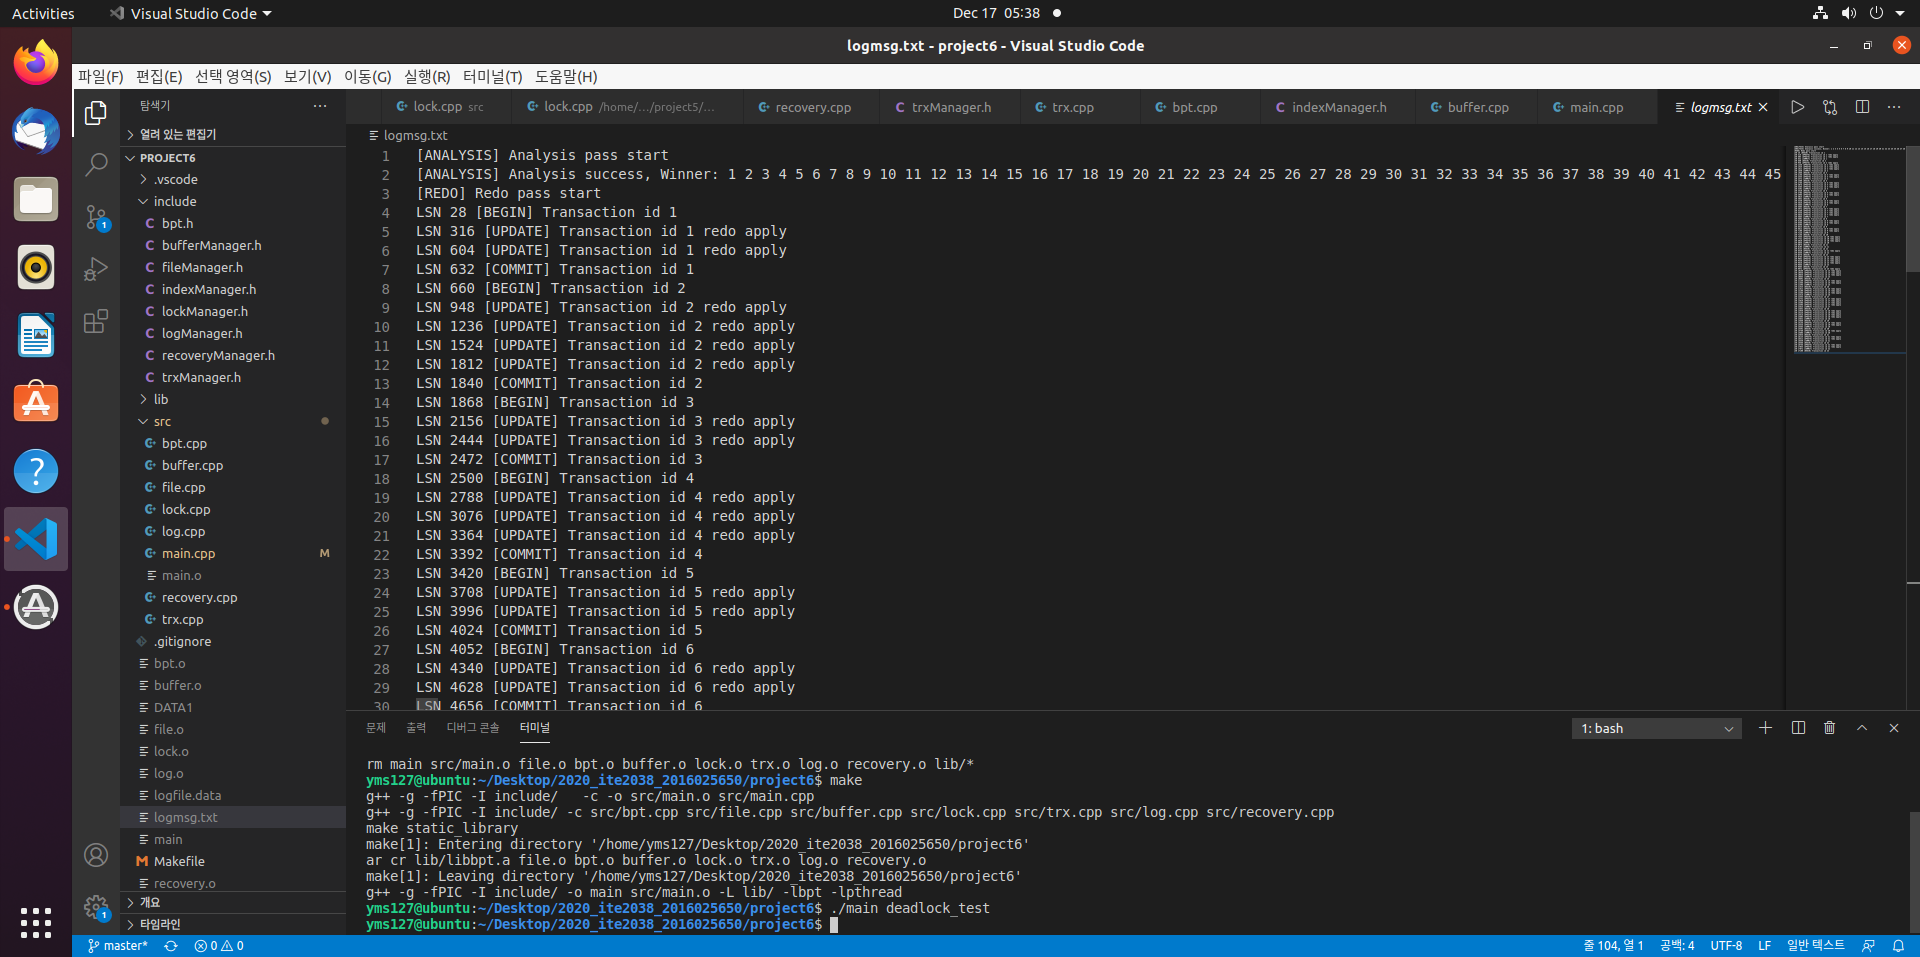 Activities
Visual Studio Code
Dec 17 05:38
logmsg.txt - project6 - Visual Studio Code
파일(F) 편집(E) 선택 영역(S) 보기(V) 이동(G) 실행(R) 터미널(T) 도움말(H)
탐색기
열려 있는 편집기
PROJECT6
.vscode
include
bpt.h
bufferManager.h
fileManager.h
indexManager.h
lockManager.h
logManager.h
recoveryManager.h
trxManager.h
lib
src
bpt.cpp
buffer.cpp
file.cpp
lock.cpp
log.cpp
main.cpp M
main.o
recovery.cpp
trx.cpp
.gitignore
bpt.o
buffer.o
DATA1
file.o
lock.o
log.o
logfile.data
logmsg.txt
main
Makefile
recovery.o
개요
타임라인
lock.cpp src
lock.cpp /home/.../project5/...
recovery.cpp
trxManager.h
trx.cpp
bpt.cpp
indexManager.h
buffer.cpp
main.cpp
logmsg.txt
logmsg.txt
1 [ANALYSIS] Analysis pass start
2 [ANALYSIS] Analysis success, Winner: 1 2 3 4 5 6 7 8 9 10 11 12 13 14 15 16 17 18 19 20 21 22 23 24 25 26 27 28 29 30 31 32 33 34 35 36 37 38 39 40 41 42 43 44 45
3 [REDO] Redo pass start
4 LSN 28 [BEGIN] Transaction id 1
5 LSN 316 [UPDATE] Transaction id 1 redo apply
6 LSN 604 [UPDATE] Transaction id 1 redo apply
7 LSN 632 [COMMIT] Transaction id 1
8 LSN 660 [BEGIN] Transaction id 2
9 LSN 948 [UPDATE] Transaction id 2 redo apply
10 LSN 1236 [UPDATE] Transaction id 2 redo apply
11 LSN 1524 [UPDATE] Transaction id 2 redo apply
12 LSN 1812 [UPDATE] Transaction id 2 redo apply
13 LSN 1840 [COMMIT] Transaction id 2
14 LSN 1868 [BEGIN] Transaction id 3
15 LSN 2156 [UPDATE] Transaction id 3 redo apply
16 LSN 2444 [UPDATE] Transaction id 3 redo apply
17 LSN 2472 [COMMIT] Transaction id 3
18 LSN 2500 [BEGIN] Transaction id 4
19 LSN 2788 [UPDATE] Transaction id 4 redo apply
20 LSN 3076 [UPDATE] Transaction id 4 redo apply
21 LSN 3364 [UPDATE] Transaction id 4 redo apply
22 LSN 3392 [COMMIT] Transaction id 4
23 LSN 3420 [BEGIN] Transaction id 5
24 LSN 3708 [UPDATE] Transaction id 5 redo apply
25 LSN 3996 [UPDATE] Transaction id 5 redo apply
26 LSN 4024 [COMMIT] Transaction id 5
27 LSN 4052 [BEGIN] Transaction id 6
28 LSN 4340 [UPDATE] Transaction id 6 redo apply
29 LSN 4628 [UPDATE] Transaction id 6 redo apply
30 LSN 4656 [COMMIT] Transaction id 6
문제 출력 디버그 콘솔 터미널
1: bash
rm main src/main.o file.o bpt.o buffer.o lock.o trx.o log.o recovery.o lib/*
yms127@ubuntu:~/Desktop/2020_ite2038_2016025650/project6$ make
g++ -g -fPIC -I include/ -c -o src/main.o src/main.cpp
g++ -g -fPIC -I include/ -c src/bpt.cpp src/file.cpp src/buffer.cpp src/lock.cpp src/trx.cpp src/log.cpp src/recovery.cpp
make static_library
make[1]: Entering directory '/home/yms127/Desktop/2020_ite2038_2016025650/project6'
ar cr lib/libbpt.a file.o bpt.o buffer.o lock.o trx.o log.o recovery.o
make[1]: Leaving directory '/home/yms127/Desktop/2020_ite2038_2016025650/project6'
g++ -g -fPIC -I include/ -o main src/main.o -L lib/ -lbpt -lpthread
yms127@ubuntu:~/Desktop/2020_ite2038_2016025650/project6$ ./main deadlock_test
yms127@ubuntu:~/Desktop/2020_ite2038_2016025650/project6$
master* 0 0
줄 104, 열 1 공백: 4 UTF-8 LF 일반 텍스트